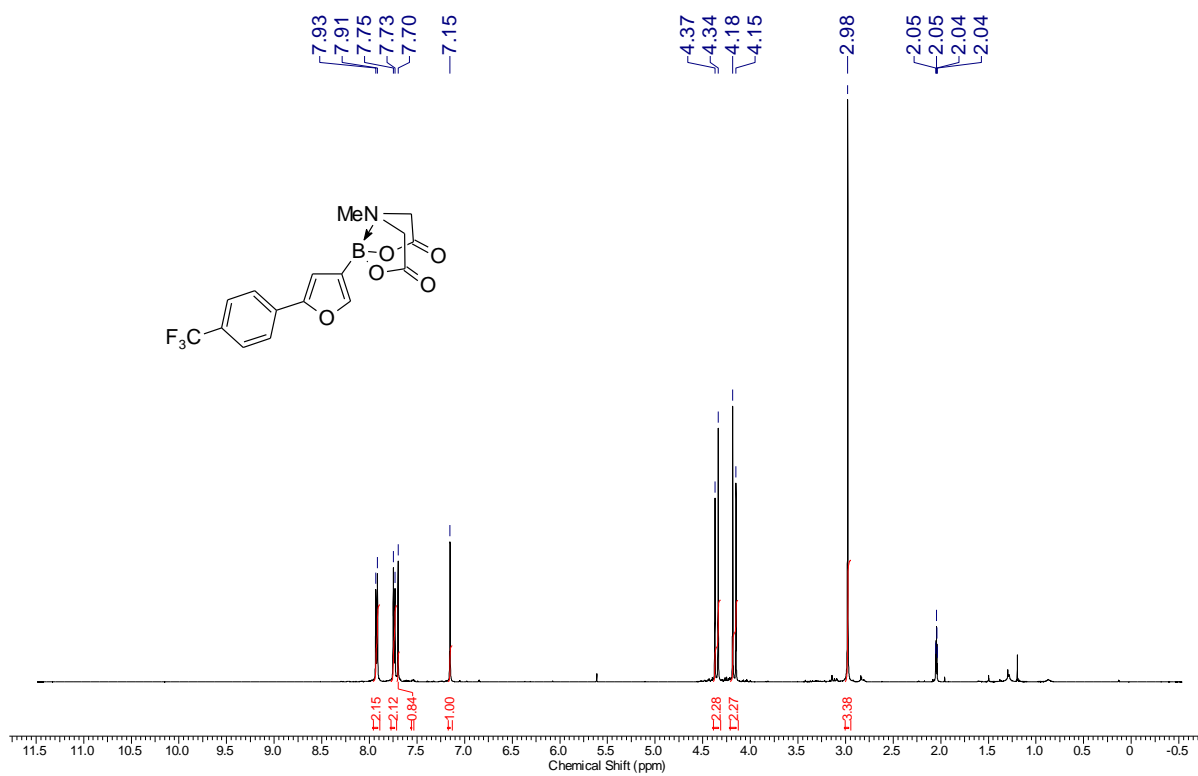 7.93 7.91 7.75 7.73 7.70 7.15 4.37 4.34 4.18 4.15 2.98 2.05 2.05 2.04 2.04
MeN
B O O
O O
O
F3C
2.15 2.12 0.84 1.00 2.28 2.27 3.38
11.5 11.0 10.5 10.0 9.5 9.0 8.5 8.0 7.5 7.0 6.5 6.0 5.5 5.0 4.5 4.0 3.5 3.0 2.5 2.0 1.5 1.0 0.5 0 -0.5
Chemical Shift (ppm)